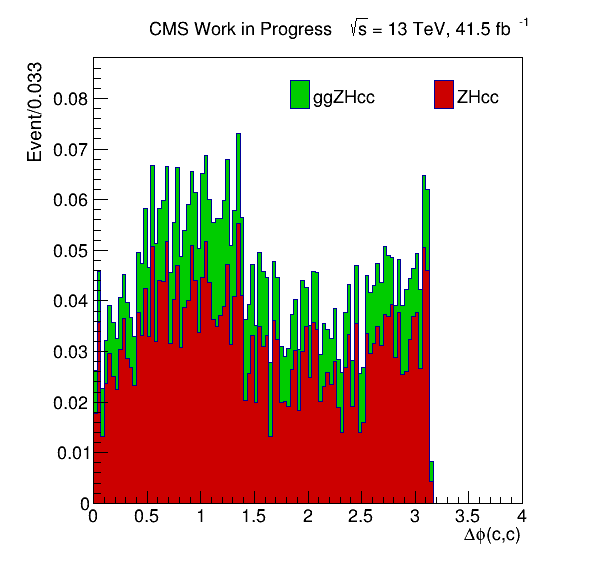 CMS Work in Progress √s = 13 TeV, 41.5 fb⁻¹
Event/0.033
ggZHcc ZHcc
0.08
0.07
0.06
0.05
0.04
0.03
0.02
0.01
0
0 0.5 1 1.5 2 2.5 3 3.5 4
Δϕ(c,c)